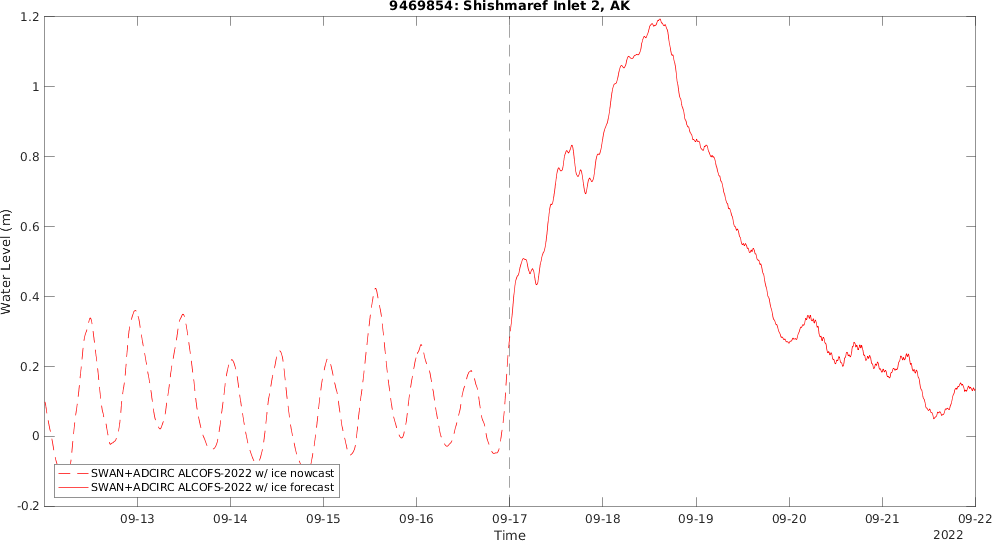 9469854: Shishmaref Inlet 2, AK
1.2
1
0.8
0.6
0.4
0.2
0
-0.2
Water Level (m)
SWAN+ADCIRC ALCOFS-2022 w/ ice nowcast
SWAN+ADCIRC ALCOFS-2022 w/ ice forecast
09-13 09-14 09-15 09-16 09-17 09-18 09-19 09-20 09-21 09-22
Time
2022